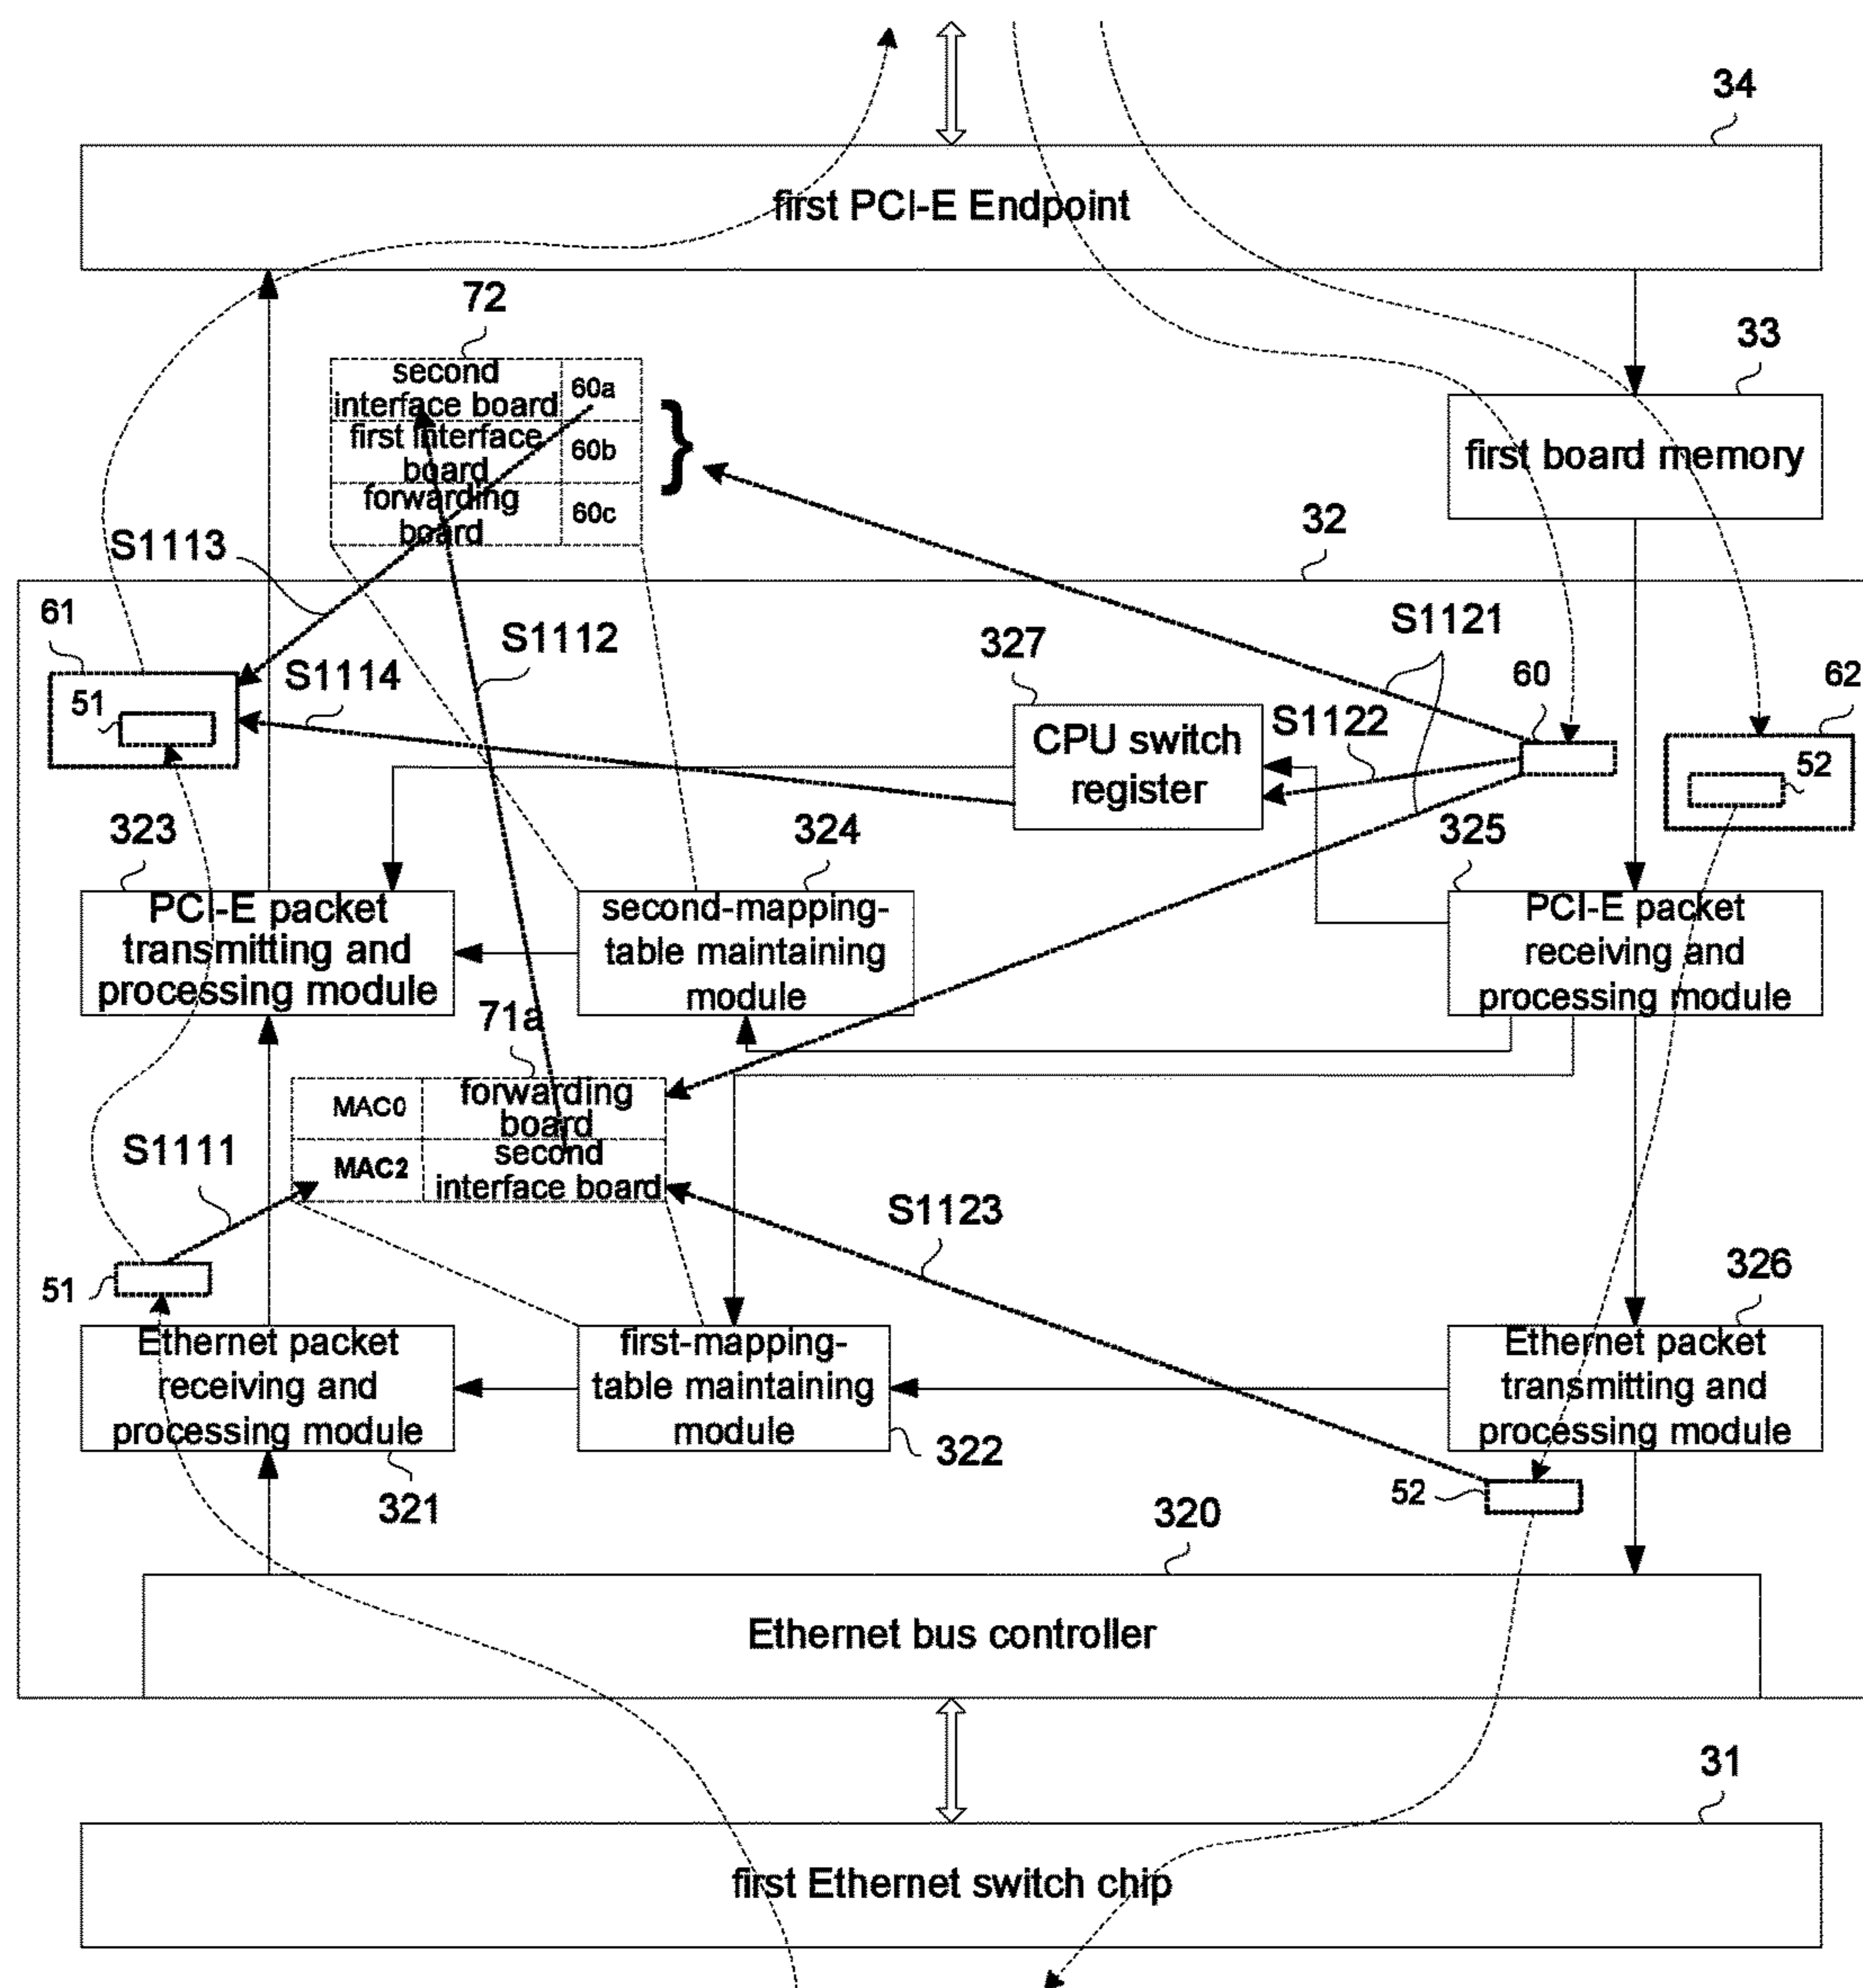 34
first PCI-E Endpoint
72
33
second
interface board
60a
first interface
board
60b
forwarding
board
60c
first board memory
32
S1113
61
S1112
S1121
327
60
62
51
S1114
S1122
CPU switch
register
52
323
324
325
PCI-E packet
transmitting and
processing module
second-mapping-
table maintaining
module
PCI-E packet
receiving and
processing module
71a
MAC0
forwarding
board
MAC2
second
interface board
S1111
S1123
51
326
Ethernet packet
receiving and
processing module
first-mapping-
table maintaining
module
Ethernet packet
transmitting and
processing module
322
321
52
320
Ethernet bus controller
31
first Ethernet switch chip